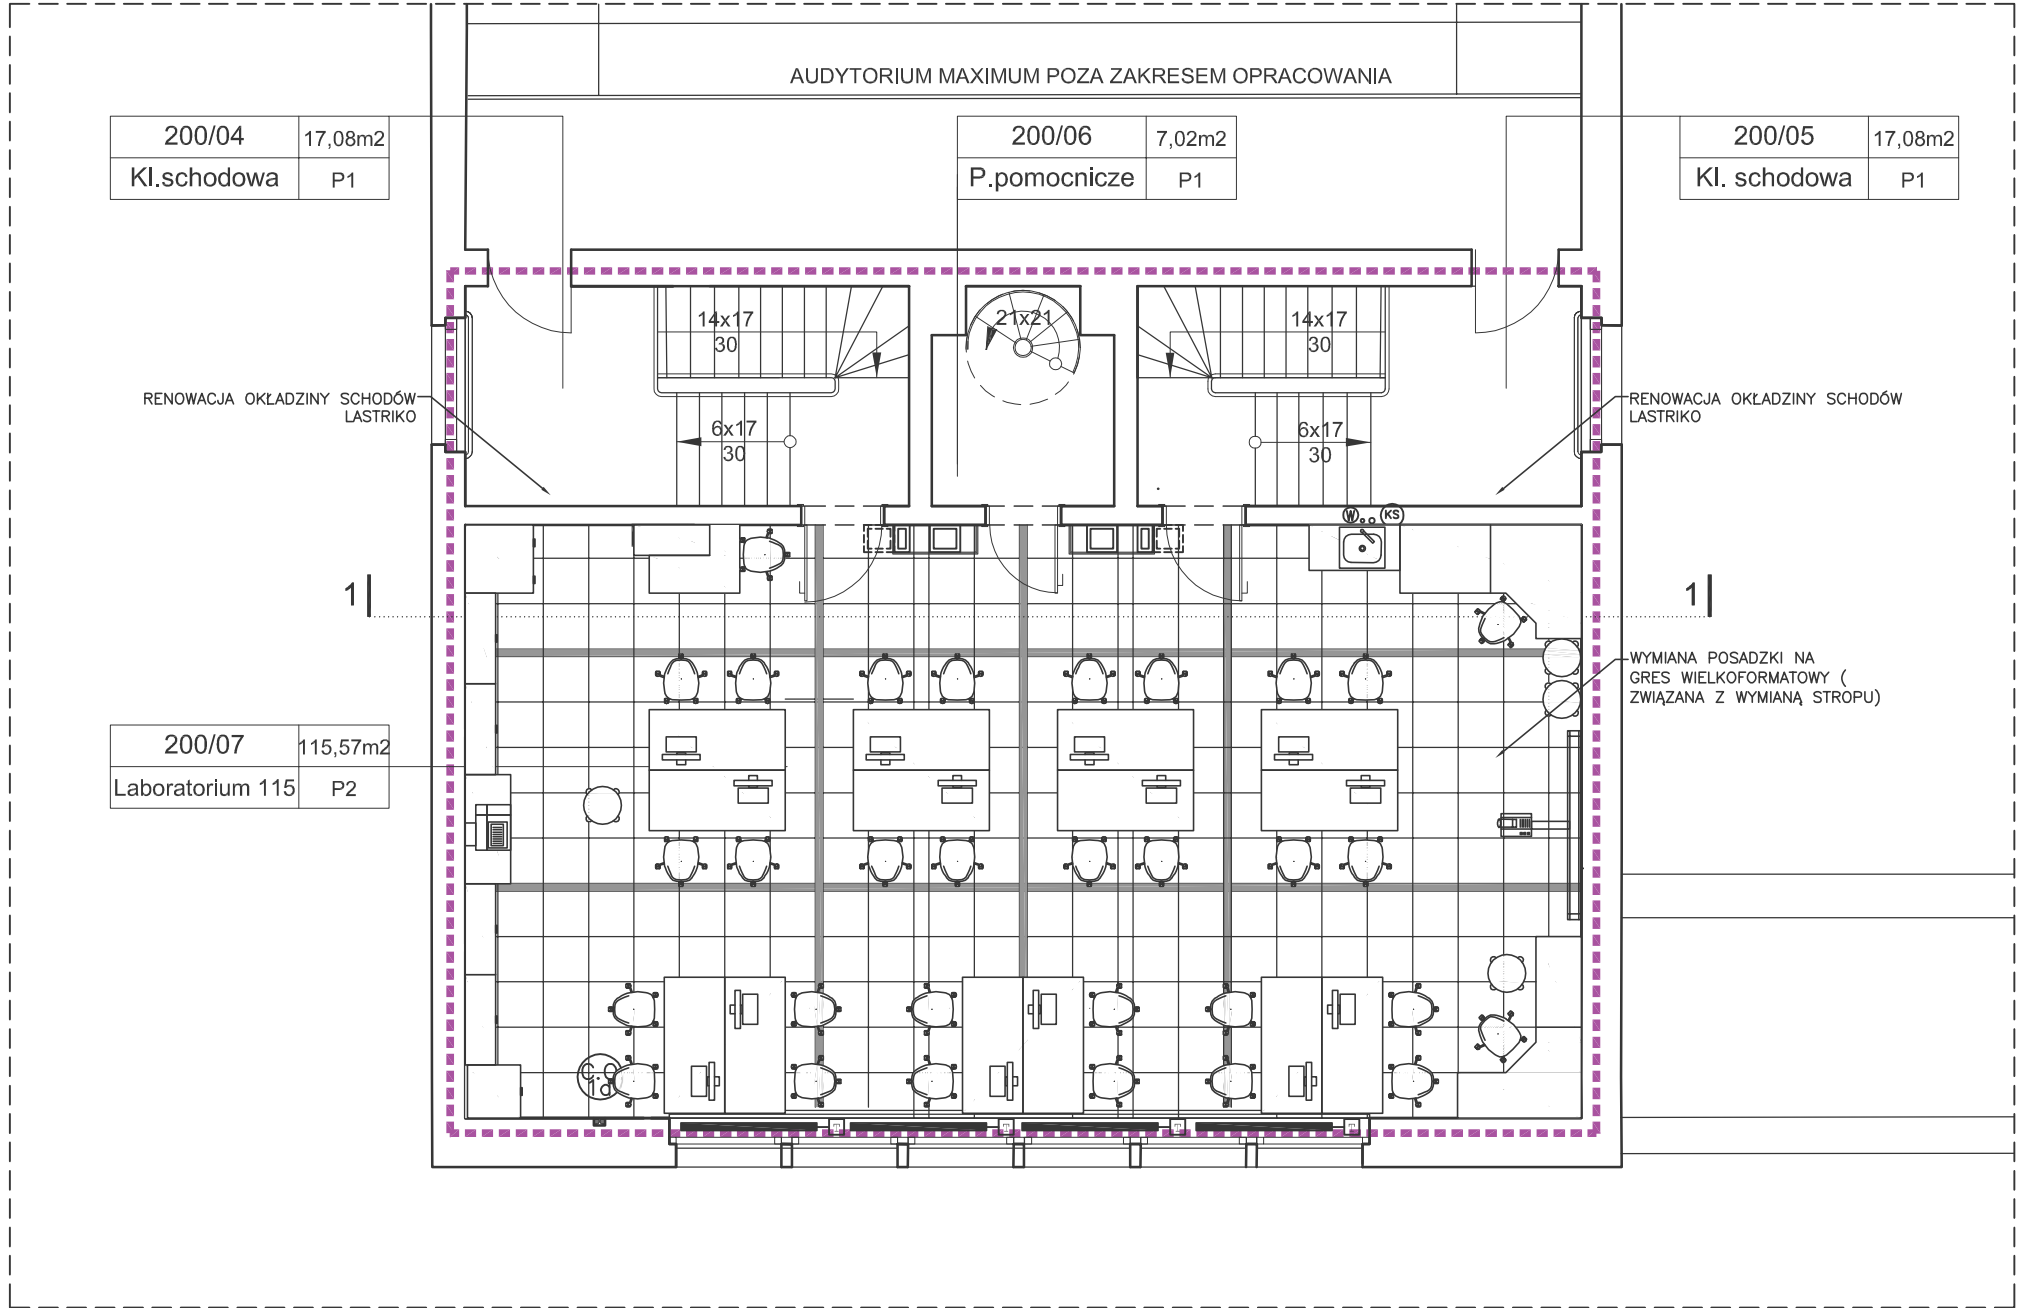 AUDYTORIUM MAXIMUM POZA ZAKRESEM OPRACOWANIA
200/04 17,08m2
Kl.schodowa P1
200/06 7,02m2
P.pomocnicze P1
200/05 17,08m2
Kl. schodowa P1
14x17
30
21x21
14x17
30
RENOWACJA OKŁADZINY SCHODÓW
LASTRIKO
RENOWACJA OKŁADZINY SCHODÓW
LASTRIKO
6x17
30
6x17
30
W
KS
1
1
WYMIANA POSADZKI NA
GRES WIELKOFORMATOWY (
ZWIĄZANA Z WYMIANĄ STROPU)
200/07 115,57m2
Laboratorium 115 P2